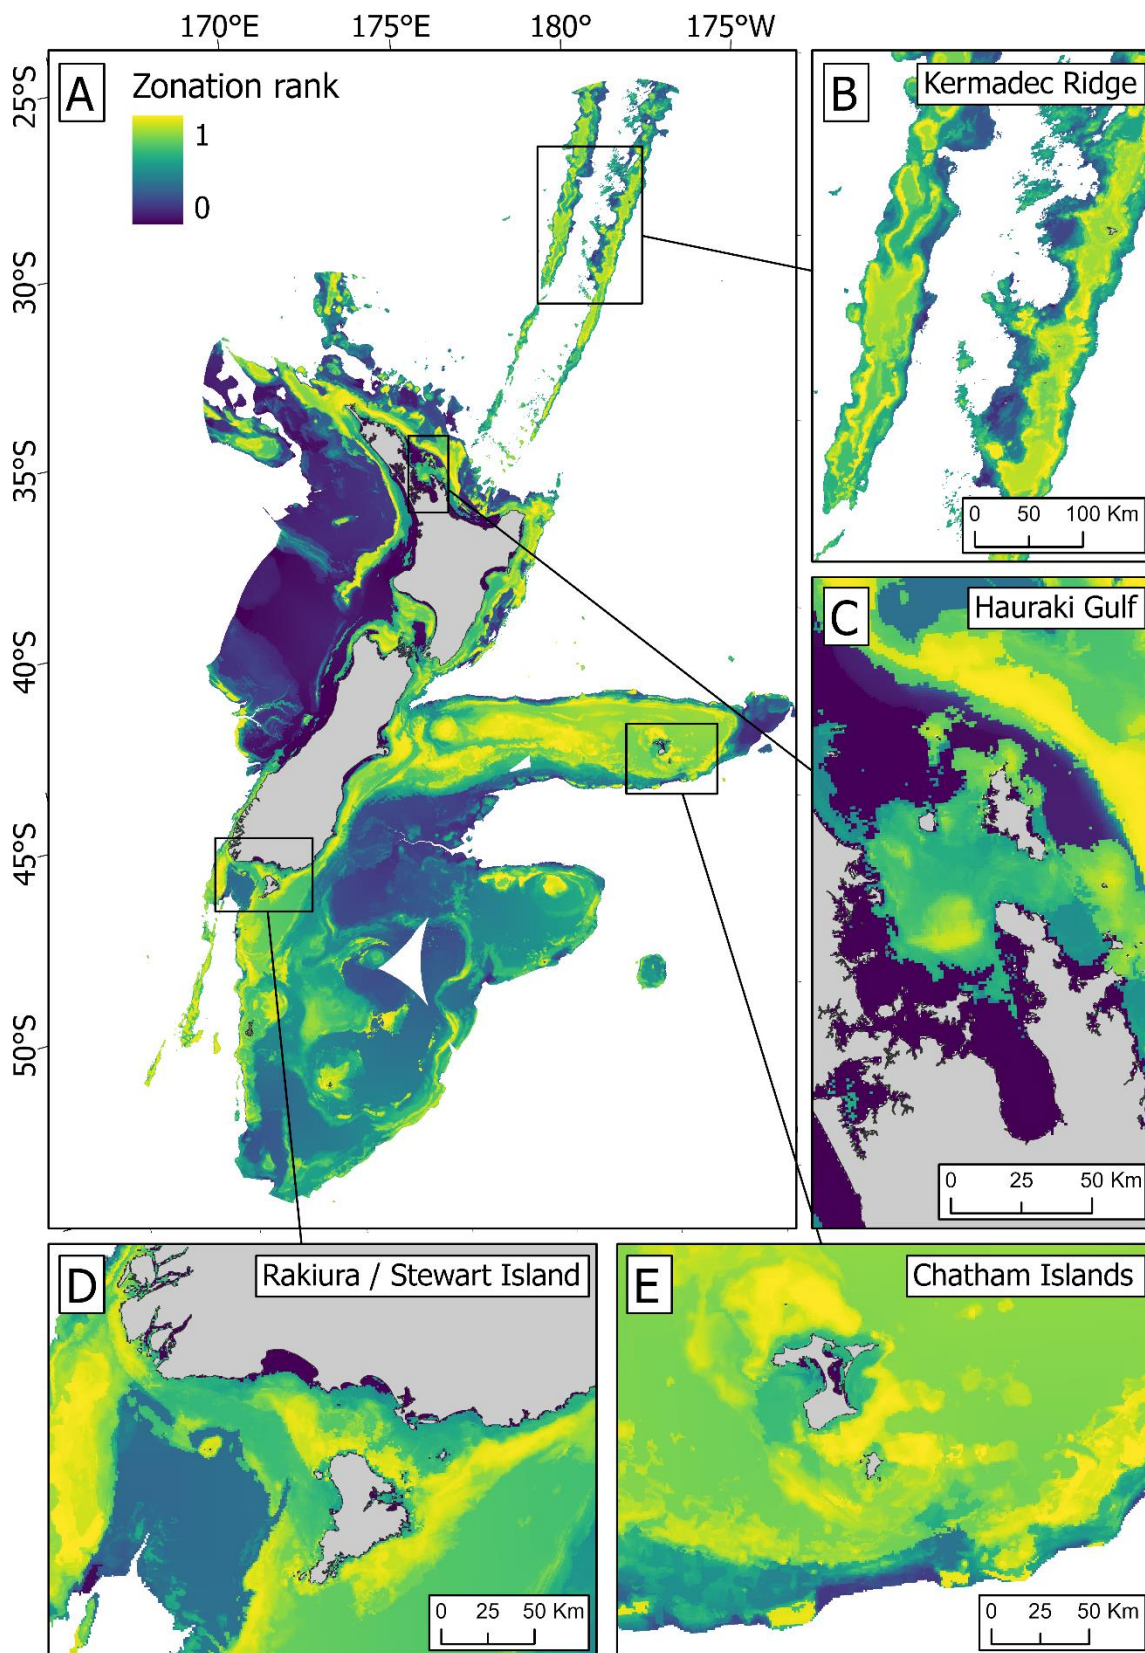 170°E 175°E 180° 175°W
A
Zonation rank
1
0
25°S
30°S
35°S
40°S
45°S
50°S
B
Kermadec Ridge
0 50 100 Km
C
Hauraki Gulf
0 25 50 Km
D
Rakiura / Stewart Island
0 25 50 Km
E
Chatham Islands
0 25 50 Km